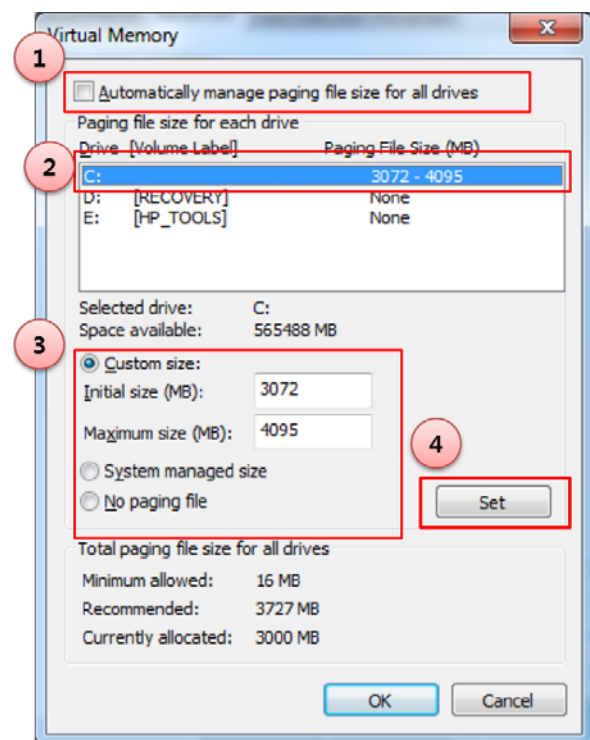 Virtual Memory
1
Automatically manage paging file size for all drives
Paging file size for each drive
Drive [Volume Label] Paging File Size (MB)
2
C: 3072 - 4095
D: [RECOVERY] None
E: [HP_TOOLS] None
Selected drive: C:
Space available: 565488 MB
3
Custom size:
Initial size (MB): 3072
Maximum size (MB): 4095
4
System managed size
No paging file
Set
Total paging file size for all drives
Minimum allowed: 16 MB
Recommended: 3727 MB
Currently allocated: 3000 MB
OK Cancel